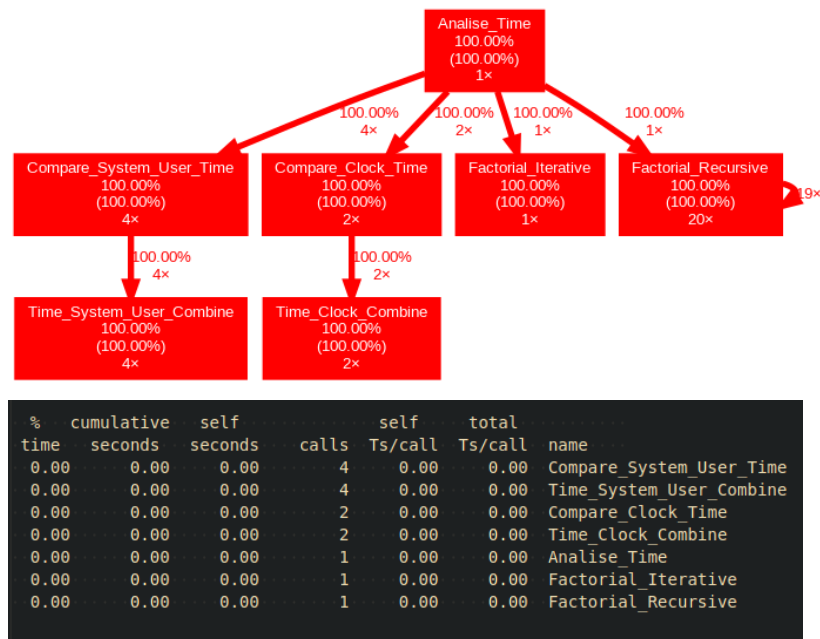 Analise_Time
100.00%
(100.00%)
1×
100.00% 100.00% 100.00% 100.00%
4× 2× 1× 1×
Compare_System_User_Time
100.00%
(100.00%)
4×
Compare_Clock_Time
100.00%
(100.00%)
2×
Factorial_Iterative
100.00%
(100.00%)
1×
Factorial_Recursive
100.00%
(100.00%)
20×
19×
100.00%
4×
100.00%
2×
Time_System_User_Combine
100.00%
(100.00%)
4×
Time_Clock_Combine
100.00%
(100.00%)
2×
% cumulative self self total
time seconds seconds calls Ts/call Ts/call name
0.00 0.00 0.00 4 0.00 0.00 Compare_System_User_Time
0.00 0.00 0.00 4 0.00 0.00 Time_System_User_Combine
0.00 0.00 0.00 2 0.00 0.00 Compare_Clock_Time
0.00 0.00 0.00 2 0.00 0.00 Time_Clock_Combine
0.00 0.00 0.00 1 0.00 0.00 Analise_Time
0.00 0.00 0.00 1 0.00 0.00 Factorial_Iterative
0.00 0.00 0.00 1 0.00 0.00 Factorial_Recursive